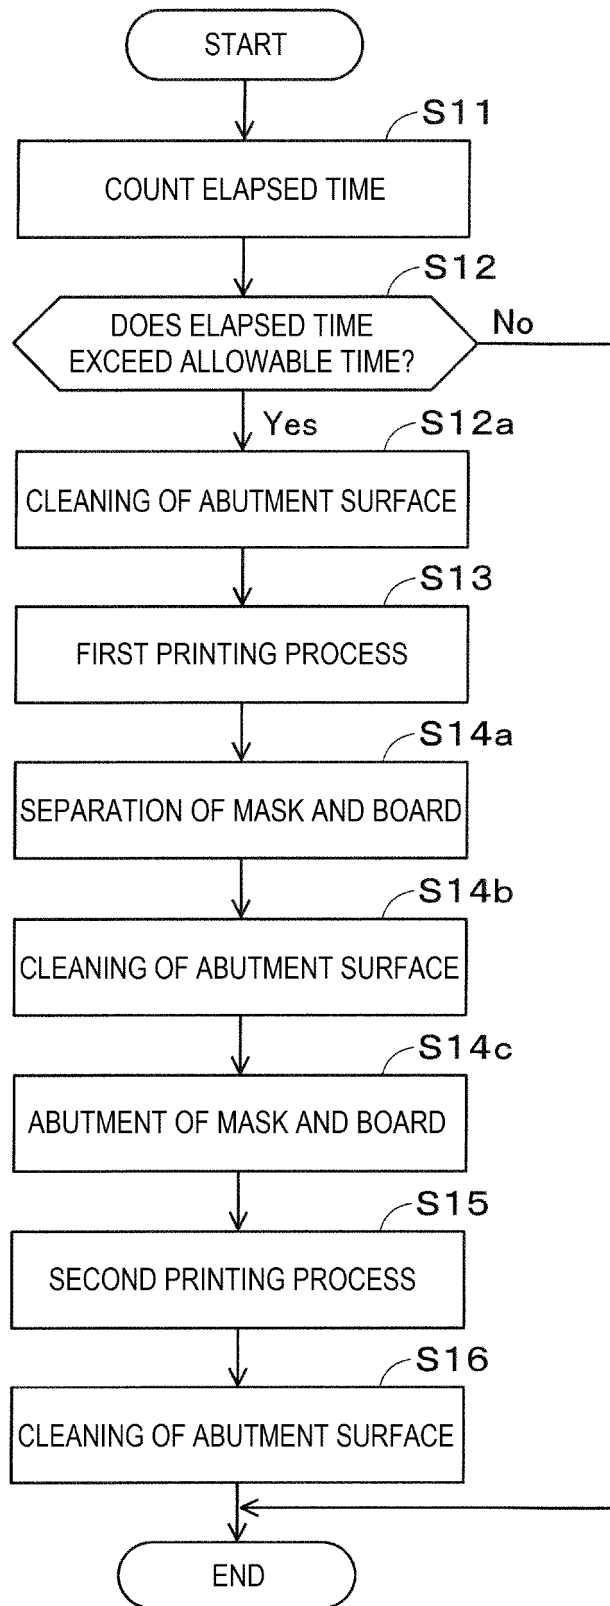 START
S11
COUNT ELAPSED TIME
S12
DOES ELAPSED TIME
EXCEED ALLOWABLE TIME?
No
Yes
S12a
CLEANING OF ABUTMENT SURFACE
S13
FIRST PRINTING PROCESS
S14a
SEPARATION OF MASK AND BOARD
S14b
CLEANING OF ABUTMENT SURFACE
S14c
ABUTMENT OF MASK AND BOARD
S15
SECOND PRINTING PROCESS
S16
CLEANING OF ABUTMENT SURFACE
END